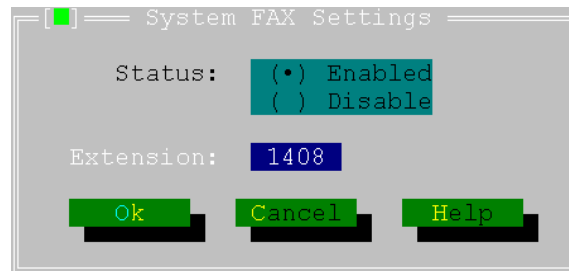 [■] System FAX Settings
Status: (•) Enabled
( ) Disable
Extension: 1408
Ok Cancel Help